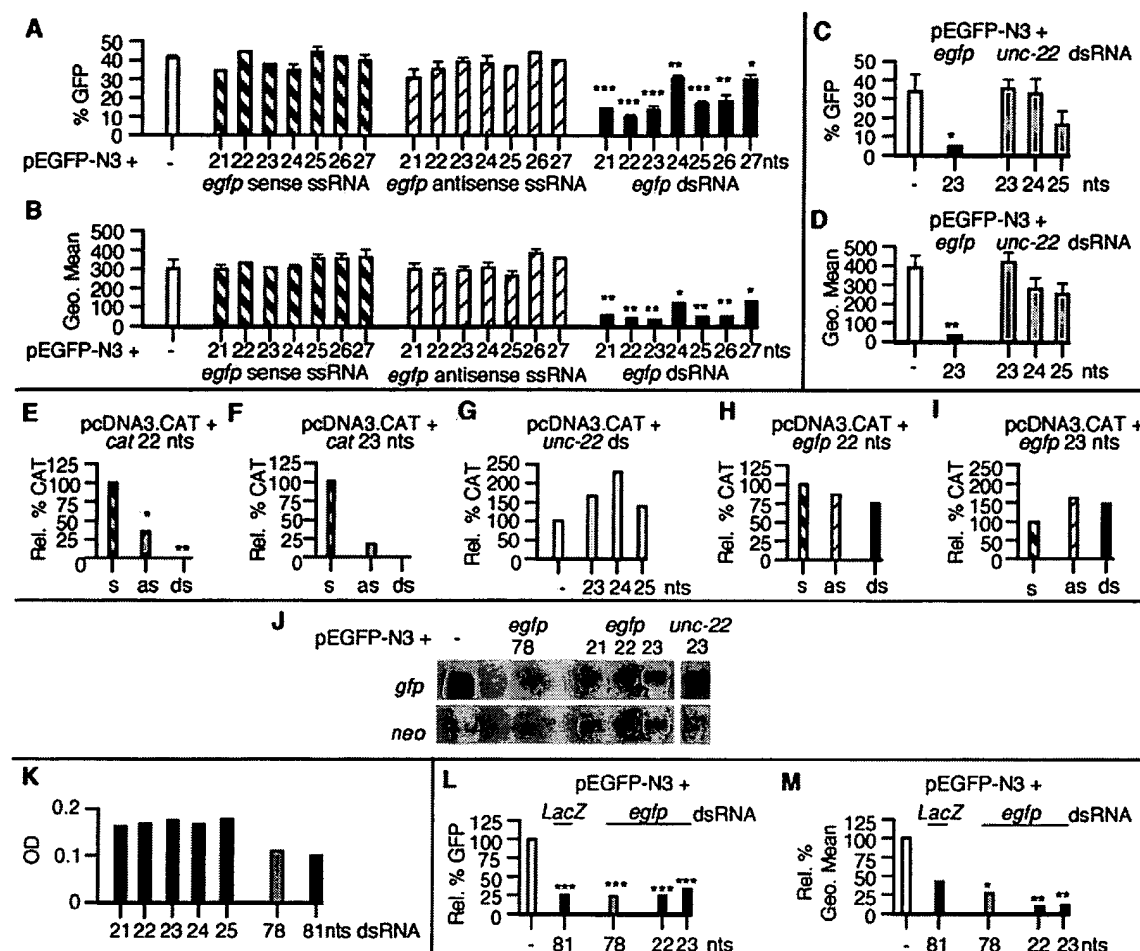 A
% GFP
50
40
30
20
10
0
*** *** *** ** *** ** *
pEGFP-N3 +
- 21 22 23 24 25 26 27 21 22 23 24 25 26 27 21 22 23 24 25 26 27 nts
egfp sense ssRNA egfp antisense ssRNA egfp dsRNA
B
Geo. Mean
500
400
300
200
100
0
** ** ** * ** ** *
pEGFP-N3 +
- 21 22 23 24 25 26 27 21 22 23 24 25 26 27 21 22 23 24 25 26 27 nts
egfp sense ssRNA egfp antisense ssRNA egfp dsRNA
C
pEGFP-N3 +
egfp unc-22 dsRNA
% GFP
50
40
30
20
10
0
*
- 23 23 24 25 nts
D
pEGFP-N3 +
egfp unc-22 dsRNA
Geo. Mean
500
400
300
200
100
0
**
- 23 23 24 25 nts
E
pcDNA3.CAT +
cat 22 nts
Rel. % CAT
125
100
75
50
25
0
* **
s as ds
F
pcDNA3.CAT +
cat 23 nts
Rel. % CAT
125
100
75
50
25
0
s as ds
G
pcDNA3.CAT +
unc-22 ds
Rel. % CAT
250
200
150
100
50
0
- 23 24 25 nts
H
pcDNA3.CAT +
egfp 22 nts
Rel. % CAT
125
100
75
50
25
0
s as ds
I
pcDNA3.CAT +
egfp 23 nts
Rel. % CAT
250
200
150
100
50
0
s as ds
J
egfp egfp unc-22
pEGFP-N3 + - 78 21 22 23 23
gfp
neo
K
OD
0.2
0.1
0
21 22 23 24 25 78 81 nts dsRNA
L
pEGFP-N3 +
LacZ egfp dsRNA
Rel. % GFP
125
100
75
50
25
0
*** *** *** ***
- 81 78 22 23 nts
M
pEGFP-N3 +
LacZ egfp dsRNA
Rel. %
Geo. Mean
125
100
75
50
25
0
* ** **
- 81 78 22 23 nts